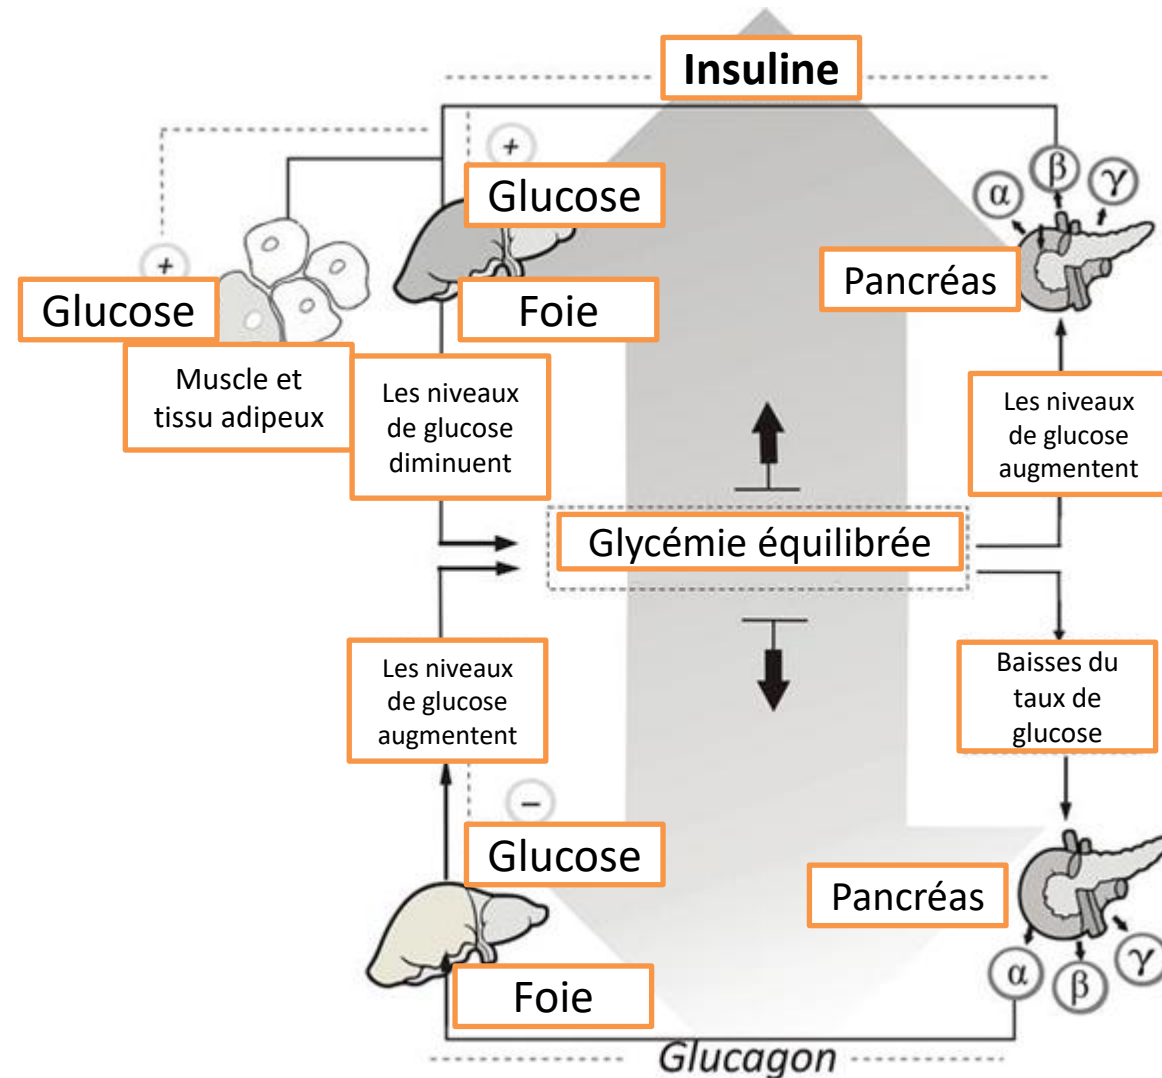 Insuline
+
+
Glucose
α
β
γ
Pancréas
Glucose
Foie
Muscle et
tissu adipeux
Les niveaux
de glucose
diminuent
Les niveaux
de glucose
augmentent
Glycémie équilibrée
Les niveaux
de glucose
augmentent
Baisses du
taux de
glucose
−
Glucose
Pancréas
Foie
α
β
γ
Glucagon